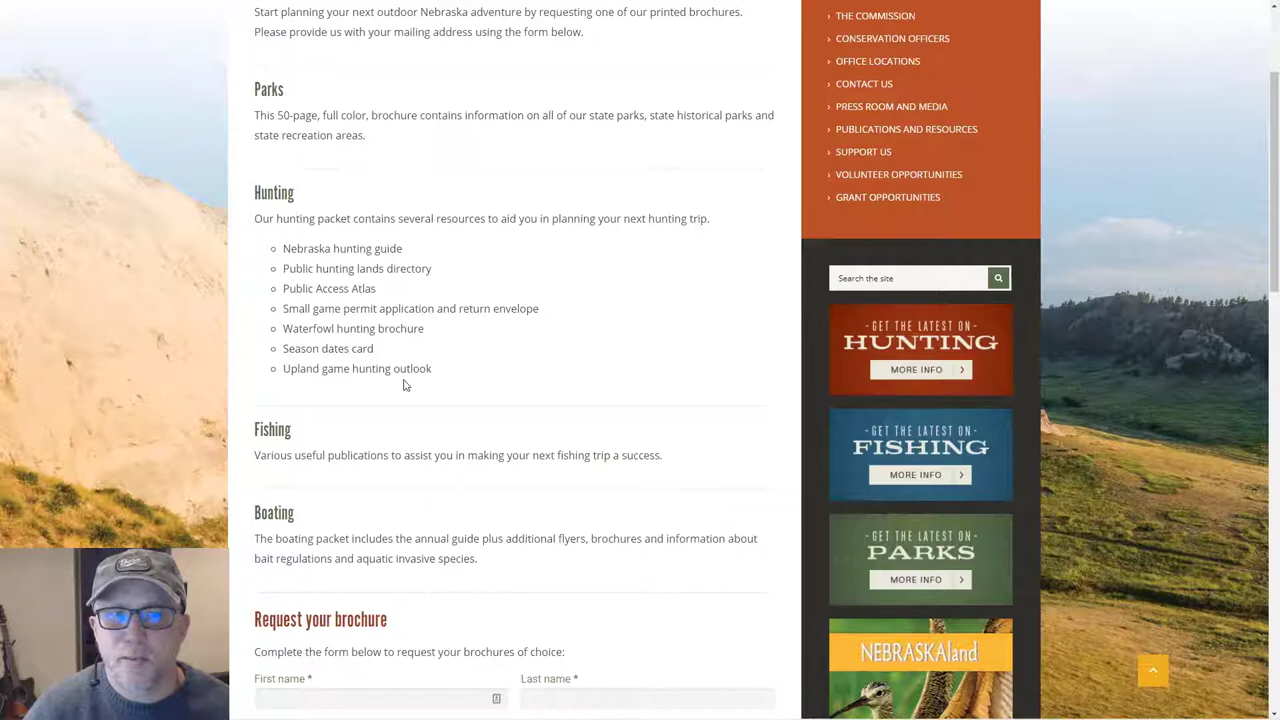 Start planning your next outdoor Nebraska adventure by requesting one of our printed brochures.
Please provide us with your mailing address using the form below.
Parks
This 50-page, full color, brochure contains information on all of our state parks, state historical parks and
state recreation areas.
Hunting
Our hunting packet contains several resources to aid you in planning your next hunting trip.
Nebraska hunting guide
Public hunting lands directory
Public Access Atlas
Small game permit application and return envelope
Waterfowl hunting brochure
Season dates card
Upland game hunting outlook
Fishing
Various useful publications to assist you in making your next fishing trip a success.
Boating
The boating packet includes the annual guide plus additional flyers, brochures and information about
bait regulations and aquatic invasive species.
Request your brochure
Complete the form below to request your brochures of choice:
First name *
Last name *
› THE COMMISSION
› CONSERVATION OFFICERS
› OFFICE LOCATIONS
› CONTACT US
› PRESS ROOM AND MEDIA
› PUBLICATIONS AND RESOURCES
› SUPPORT US
› VOLUNTEER OPPORTUNITIES
› GRANT OPPORTUNITIES
Search the site
- GET THE LATEST ON -
HUNTING
MORE INFO
- GET THE LATEST ON -
FISHING
MORE INFO
- GET THE LATEST ON -
PARKS
MORE INFO
NEBRASKAland